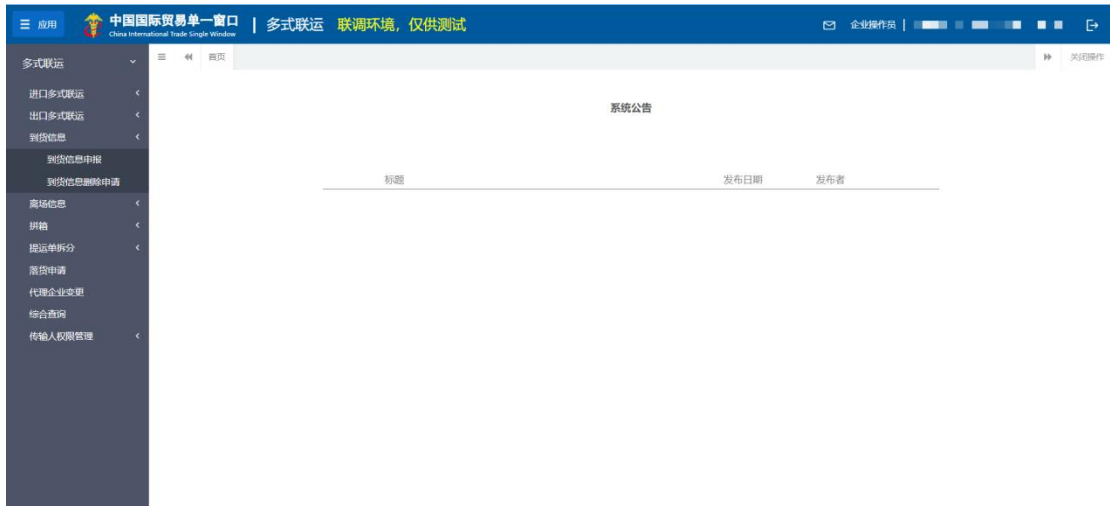 应用
中国国际贸易单一窗口
China International Trade Single Window
多式联运 联调环境，仅供测试
企业操作员
多式联运
首页
关闭操作
进口多式联运
出口多式联运
到货信息
到货信息申报
到货信息删除申请
离场信息
拼箱
提运单拆分
落货申请
代理企业变更
综合查询
传输人权限管理
系统公告
标题 发布日期 发布者